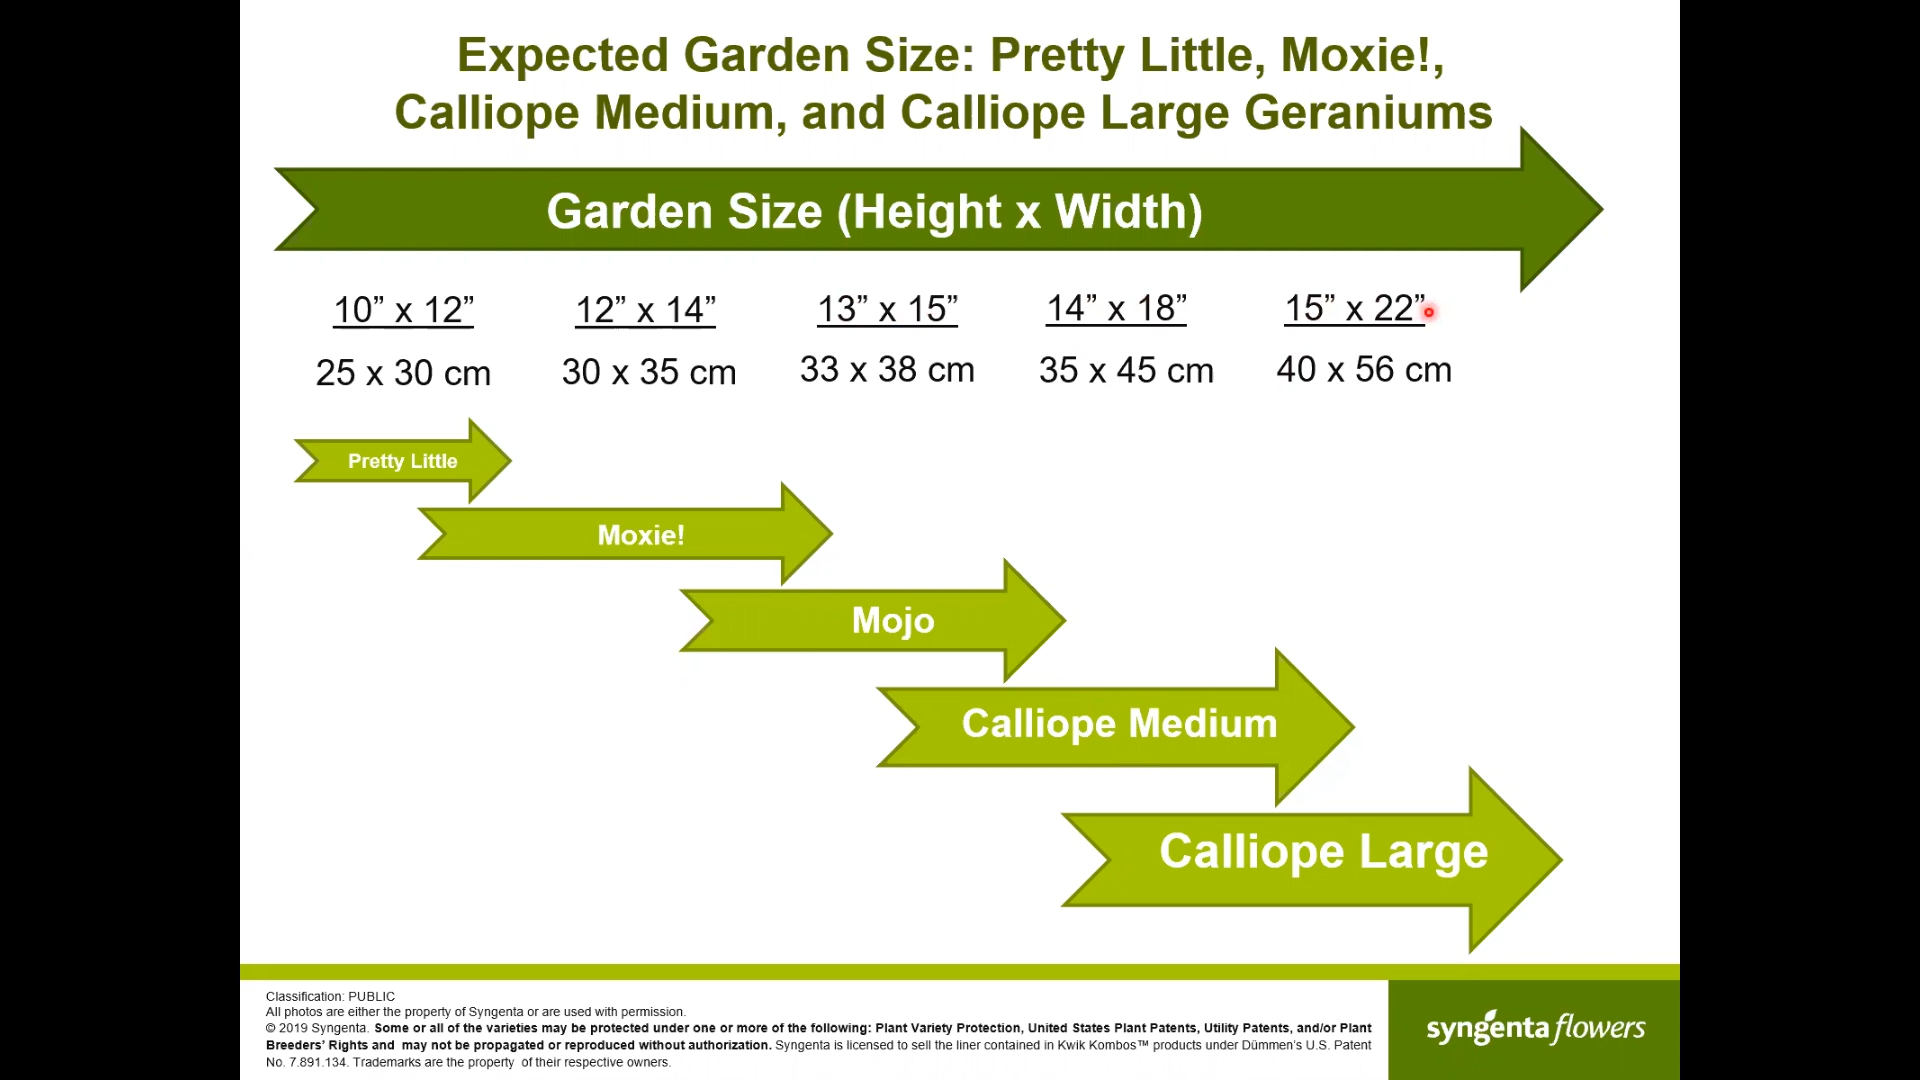 Expected Garden Size: Pretty Little, Moxie!,
Calliope Medium, and Calliope Large Geraniums
Garden Size (Height x Width)
10” x 12” 12” x 14” 13” x 15” 14” x 18” 15” x 22”
25 x 30 cm 30 x 35 cm 33 x 38 cm 35 x 45 cm 40 x 56 cm
Pretty Little
Moxie!
Mojo
Calliope Medium
Calliope Large
Classification: PUBLIC
All photos are either the property of Syngenta or are used with permission.
© 2019 Syngenta. Some or all of the varieties may be protected under one or more of the following: Plant Variety Protection, United States Plant Patents, Utility Patents, and/or Plant
Breeders’ Rights and may not be propagated or reproduced without authorization. Syngenta is licensed to sell the liner contained in Kwik Kombos™ products under Dümmen’s U.S. Patent
No. 7.891.134. Trademarks are the property of their respective owners.
syngenta flowers